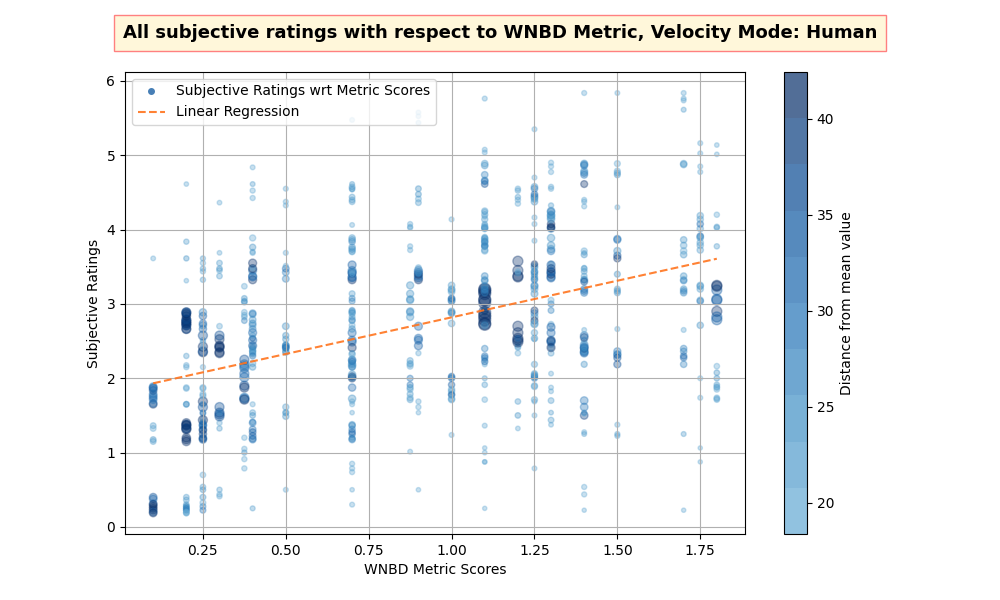 All subjective ratings with respect to WNBD Metric, Velocity Mode: Human
Subjective Ratings wrt Metric Scores
Linear Regression
6
5
4
3
2
1
0
Subjective Ratings
0.25 0.50 0.75 1.00 1.25 1.50 1.75
WNBD Metric Scores
40
35
30
25
20
Distance from mean value